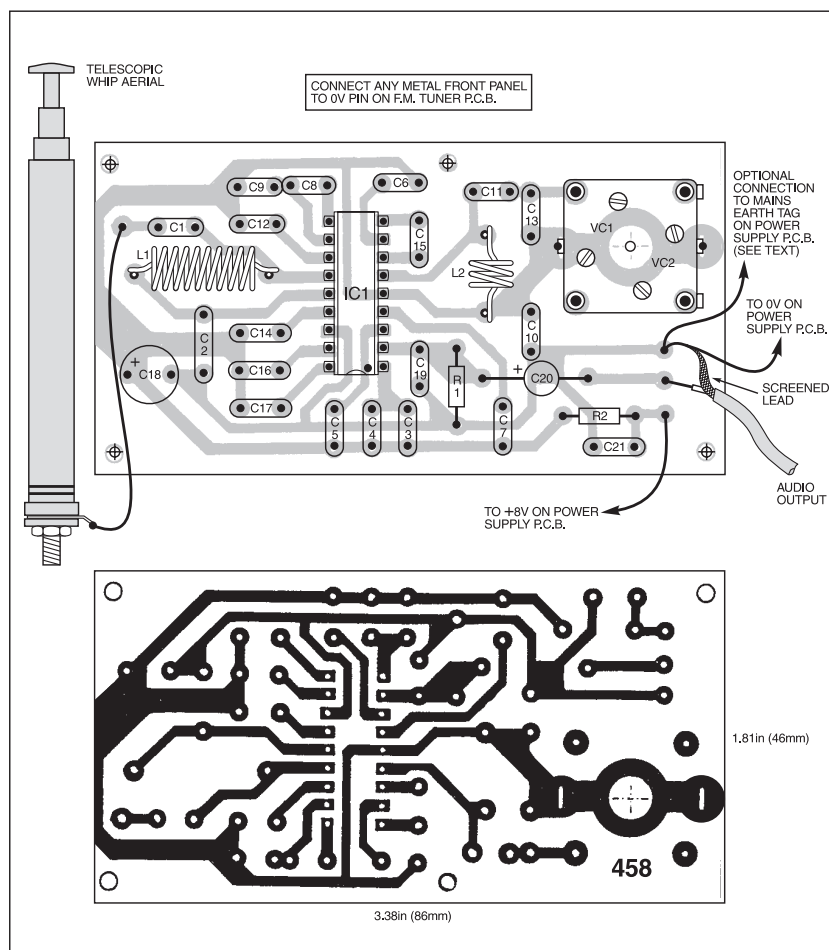 TELESCOPIC
WHIP AERIAL
CONNECT ANY METAL FRONT PANEL
TO 0V PIN ON F.M. TUNER P.C.B.
OPTIONAL
CONNECTION
TO MAINS
EARTH TAG
ON POWER
SUPPLY P.C.B.
(SEE TEXT)
C9
C8
C6
C11
C
13
C1
C12
C
15
VC1
L1
L2
VC2
IC1
TO 0V ON
POWER
SUPPLY P.C.B.
C
2
C14
C
10
+
C18
C16
C
19
R
1
+
C20
SCREENED
LEAD
C17
C
5
C
4
C
3
C
7
R2
C21
AUDIO
OUTPUT
TO +8V ON POWER
SUPPLY P.C.B.
1.81in (46mm)
458
3.38in (86mm)